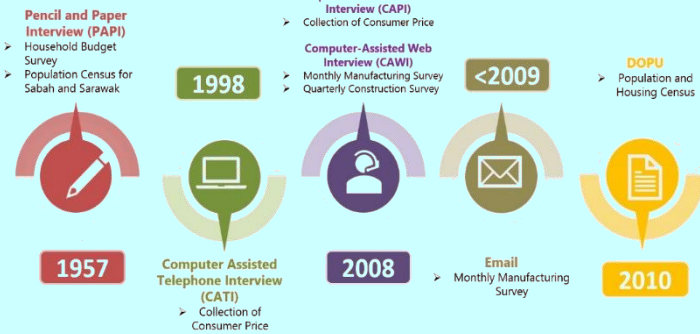 Pencil and Paper
Interview (PAPI)
➤ Household Budget
Survey
➤ Population Census for
Sabah and Sarawak
1957
1998
Computer Assisted
Telephone Interview
(CATI)
➤ Collection of
Consumer Price
Interview (CAPI)
➤ Collection of Consumer Price
Computer-Assisted Web
Interview (CAWI)
➤ Monthly Manufacturing Survey
➤ Quarterly Construction Survey
2008
<2009
Email
➤ Monthly Manufacturing
Survey
DOPU
➤ Population and
Housing Census
2010